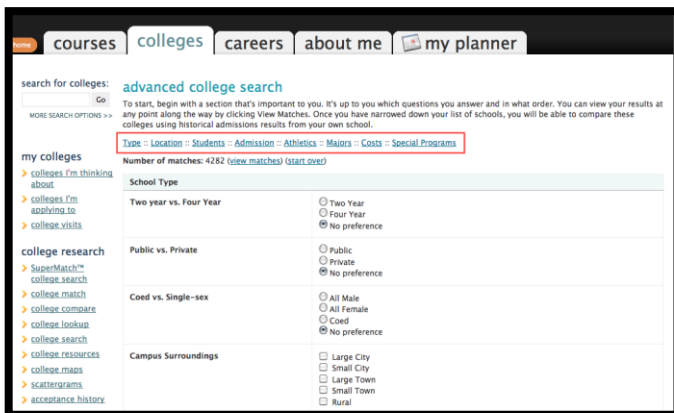 home courses colleges careers about me my planner
search for colleges:
Go
MORE SEARCH OPTIONS >>
my colleges
colleges I'm thinking
about
colleges I'm
applying to
college visits
college research
SuperMatch™
college search
college match
college compare
college lookup
college search
college resources
college maps
scattergrams
acceptance history
advanced college search
To start, begin with a section that's important to you. It's up to you which questions you answer and in what order. You can view your results at
any point along the way by clicking View Matches. Once you have narrowed down your list of schools, you will be able to compare these
colleges using historical admissions results from your own school.
Type :: Location :: Students :: Admission :: Athletics :: Majors :: Costs :: Special Programs
Number of matches: 4282 (view matches) (start over)
School Type
Two year vs. Four Year
Two Year
Four Year
No preference
Public vs. Private
Public
Private
No preference
Coed vs. Single-sex
All Male
All Female
Coed
No preference
Campus Surroundings
Large City
Small City
Large Town
Small Town
Rural